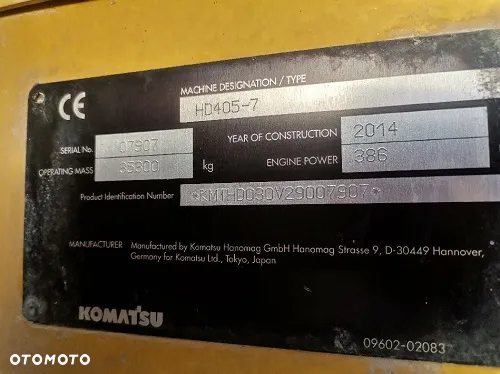 CE
MACHINE DESIGNATION / TYPE
HD405-7
SERIAL No. 07907
YEAR OF CONSTRUCTION 2014
OPERATING MASS 35300 kg
ENGINE POWER 386
Product Identification Number *KMTHD030V29007907*
MANUFACTURER Manufactured by Komatsu Hanomag GmbH Hanomag Strasse 9, D-30449 Hannover,
Germany for Komatsu Ltd., Tokyo, Japan
KOMATSU
09602-02083
OTOMOTO